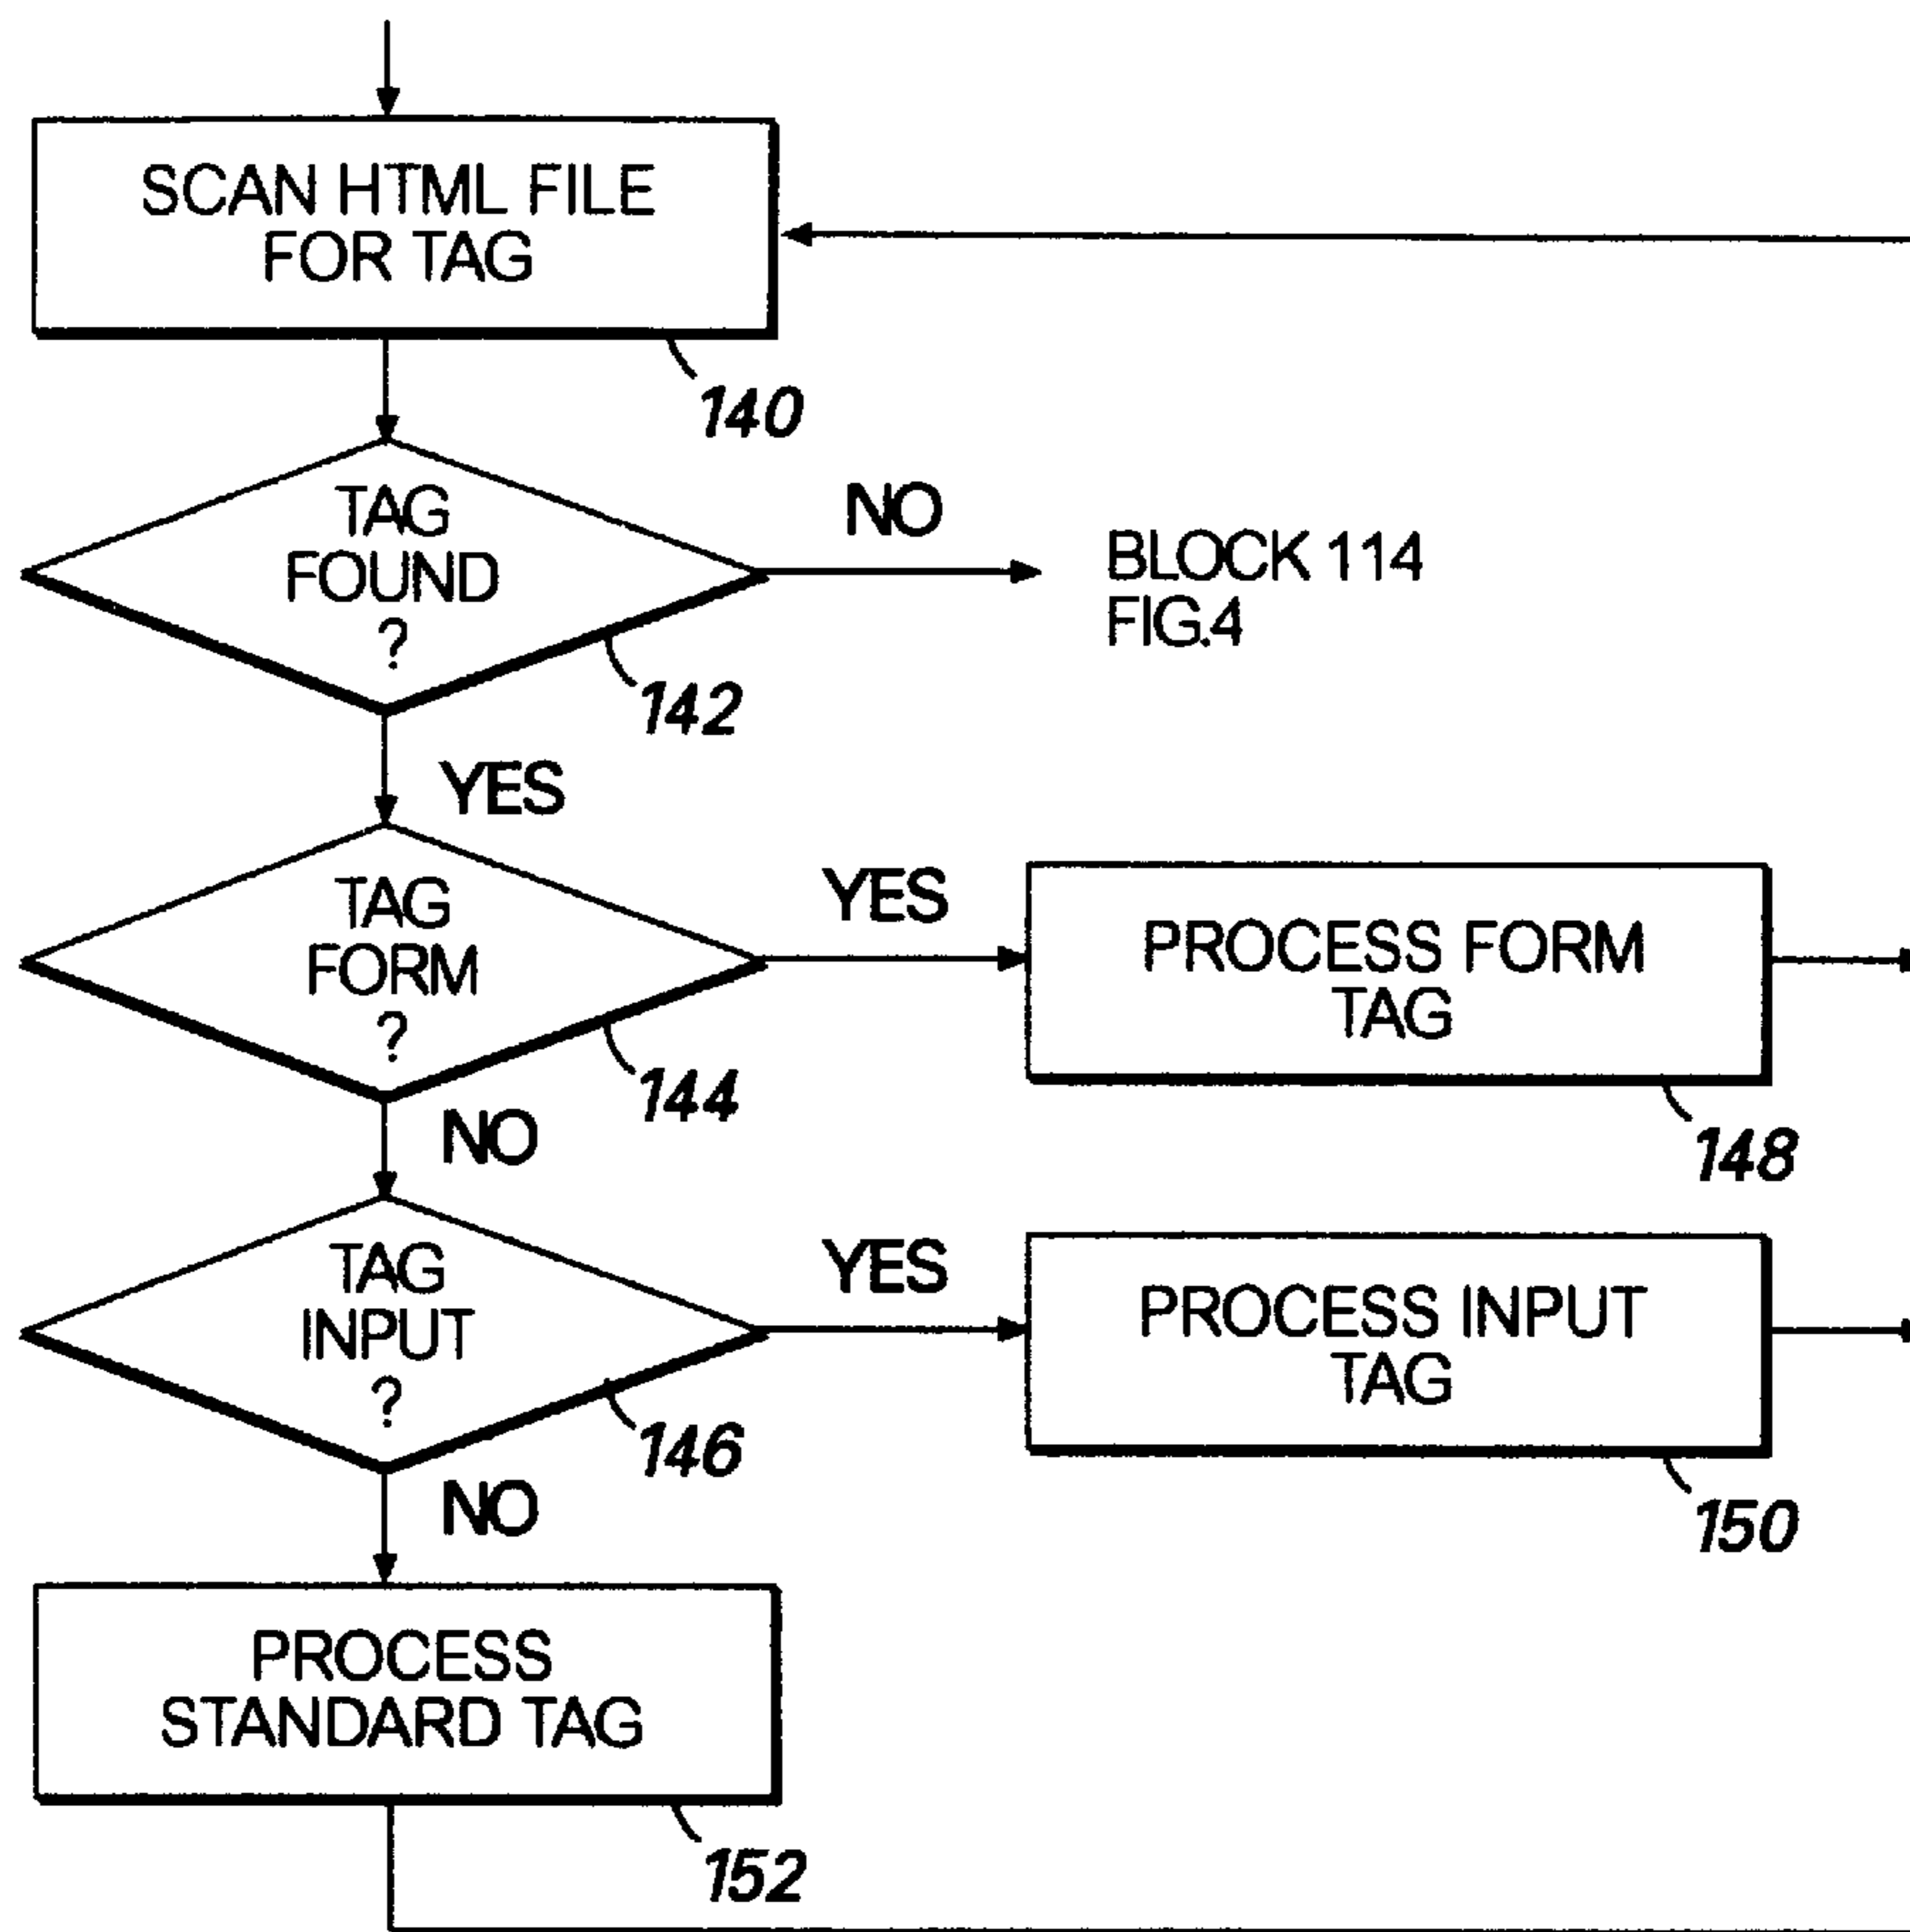 SCAN HTML FILE
FOR TAG
140
TAG
FOUND
?
NO
BLOCK 114
FIG.4
142
YES
TAG
FORM
?
YES
PROCESS FORM
TAG
144
148
NO
TAG
INPUT
?
YES
PROCESS INPUT
TAG
146
150
NO
PROCESS
STANDARD TAG
152